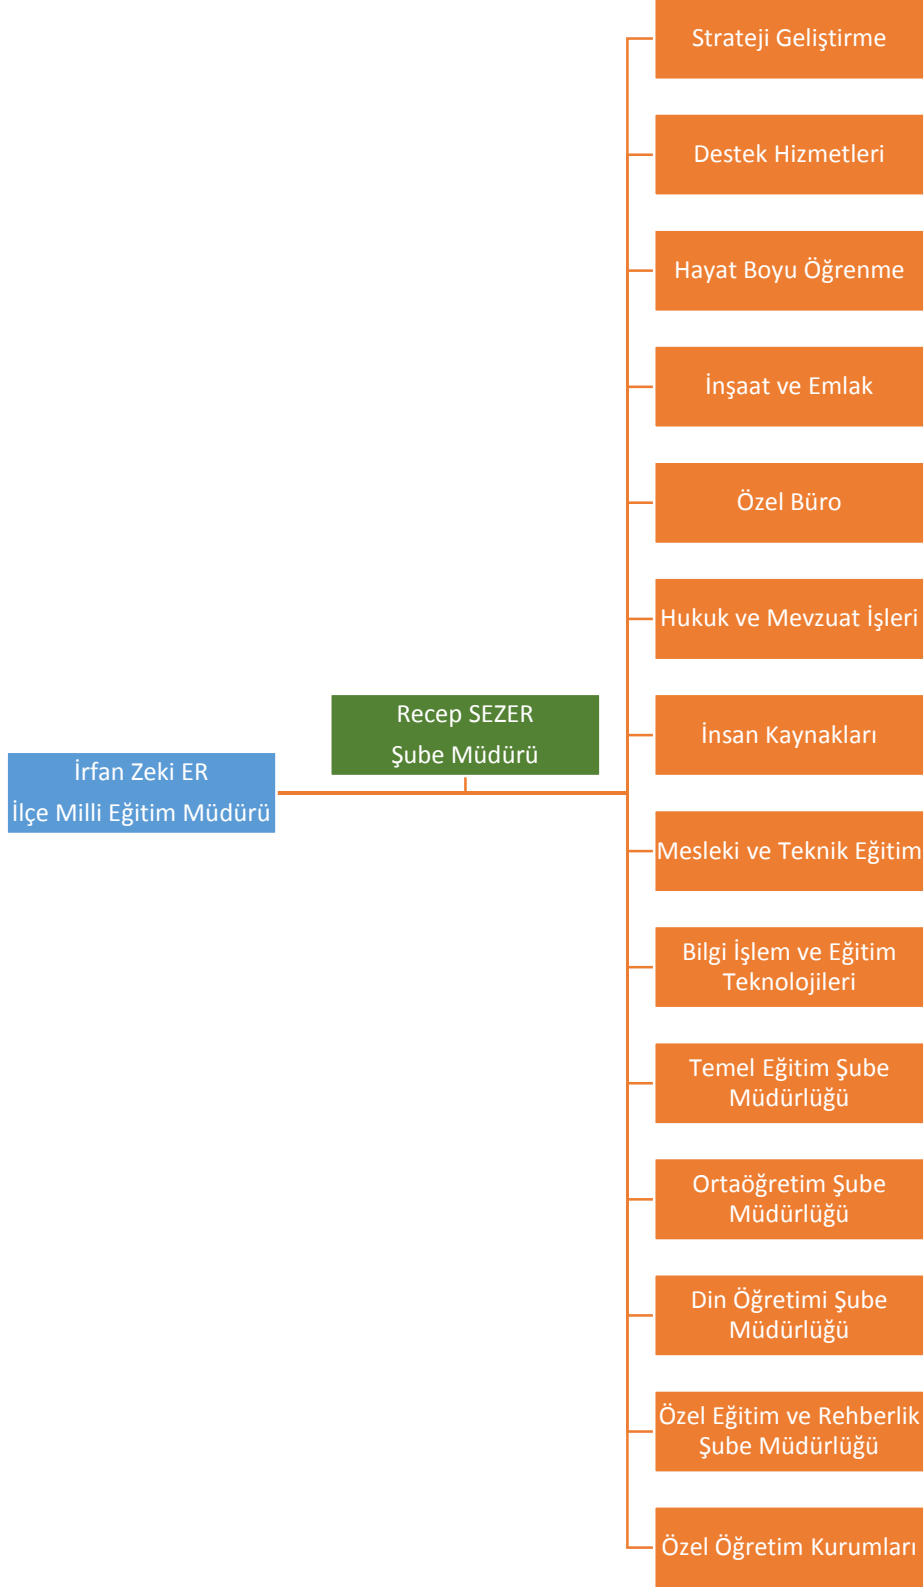 Strateji Geliştirme
Destek Hizmetleri
Hayat Boyu Öğrenme
İnşaat ve Emlak
Özel Büro
Hukuk ve Mevzuat İşleri
Recep SEZER
Şube Müdürü
İnsan Kaynakları
İrfan Zeki ER
İlçe Milli Eğitim Müdürü
Mesleki ve Teknik Eğitim
Bilgi İşlem ve Eğitim
Teknolojileri
Temel Eğitim Şube
Müdürlüğü
Ortaöğretim Şube
Müdürlüğü
Din Öğretimi Şube
Müdürlüğü
Özel Eğitim ve Rehberlik
Şube Müdürlüğü
Özel Öğretim Kurumları